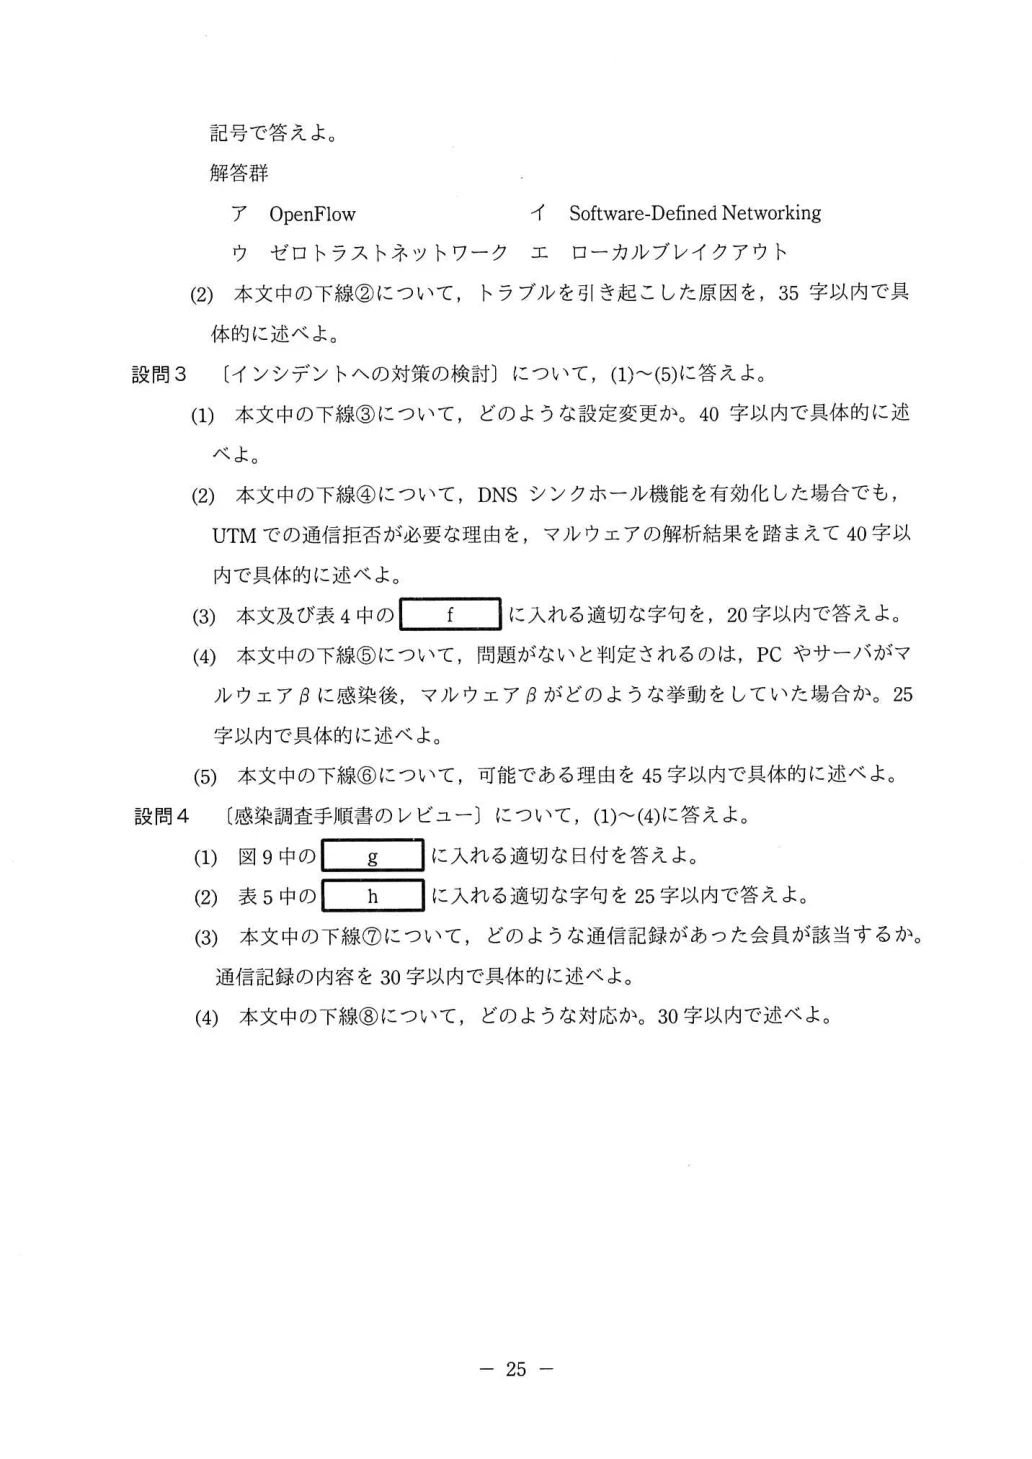 記号で答えよ。
解答群
ア OpenFlow イ Software-Defined Networking
ウ ゼロトラストネットワーク エ ローカルブレイクアウト
(2) 本文中の下線②について，トラブルを引き起こした原因を，35 字以内で具
体的に述べよ。
設問3 〔インシデントへの対策の検討〕について，(1)～(5)に答えよ。
(1) 本文中の下線③について，どのような設定変更か。40 字以内で具体的に述
べよ。
(2) 本文中の下線④について，DNS シンクホール機能を有効化した場合でも，
UTM での通信拒否が必要な理由を，マルウェアの解析結果を踏まえて 40 字以
内で具体的に述べよ。
(3) 本文及び表 4 中の f に入れる適切な字句を，20 字以内で答えよ。
(4) 本文中の下線⑤について，問題がないと判定されるのは，PC やサーバがマ
ルウェア β に感染後，マルウェア β がどのような挙動をしていた場合か。25
字以内で具体的に述べよ。
(5) 本文中の下線⑥について，可能である理由を 45 字以内で具体的に述べよ。
設問4 〔感染調査手順書のレビュー〕について，(1)～(4)に答えよ。
(1) 図 9 中の g に入れる適切な日付を答えよ。
(2) 表 5 中の h に入れる適切な字句を 25 字以内で答えよ。
(3) 本文中の下線⑦について，どのような通信記録があった会員が該当するか。
通信記録の内容を 30 字以内で具体的に述べよ。
(4) 本文中の下線⑧について，どのような対応か。30 字以内で述べよ。
－ 25 －